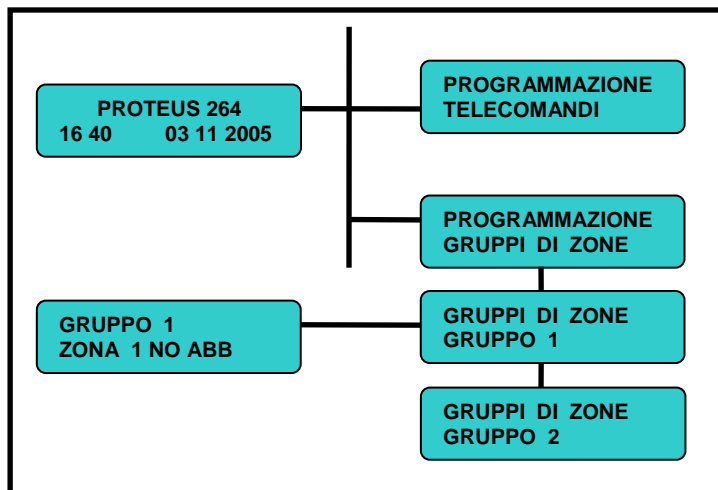 PROTEUS 264
16 40 03 11 2005
PROGRAMMAZIONE
TELECOMANDI
PROGRAMMAZIONE
GRUPPI DI ZONE
GRUPPO 1
ZONA 1 NO ABB
GRUPPI DI ZONE
GRUPPO 1
GRUPPI DI ZONE
GRUPPO 2